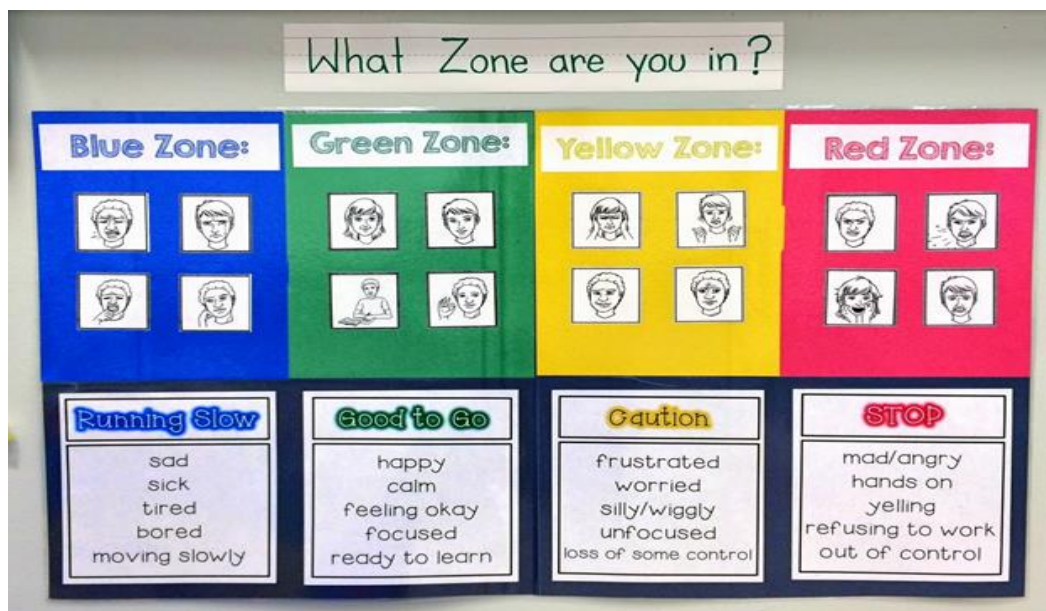 What Zone are you in?
Blue Zone:
Green Zone:
Yellow Zone:
Red Zone:
Running Slow
sad
sick
tired
bored
moving slowly
Good to Go
happy
calm
feeling okay
focused
ready to learn
Caution
frustrated
worried
silly/wiggly
unfocused
loss of some control
STOP
mad/angry
hands on
yelling
refusing to work
out of control